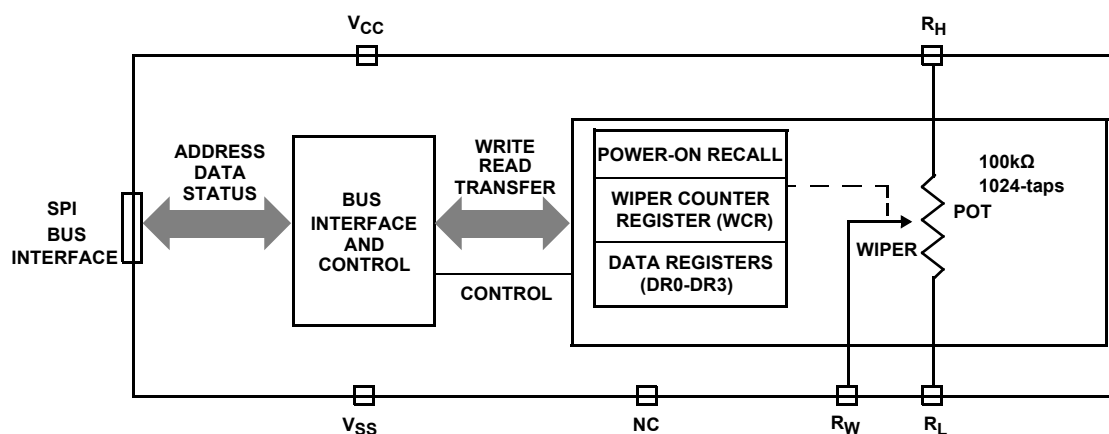 VCC
RH
ADDRESS
DATA
STATUS
WRITE
READ
TRANSFER
POWER-ON RECALL
100kΩ
1024-taps
SPI
BUS
INTERFACE
BUS
INTERFACE
AND
CONTROL
WIPER COUNTER
REGISTER (WCR)
POT
WIPER
DATA REGISTERS
(DR0-DR3)
CONTROL
VSS
NC
RW
RL